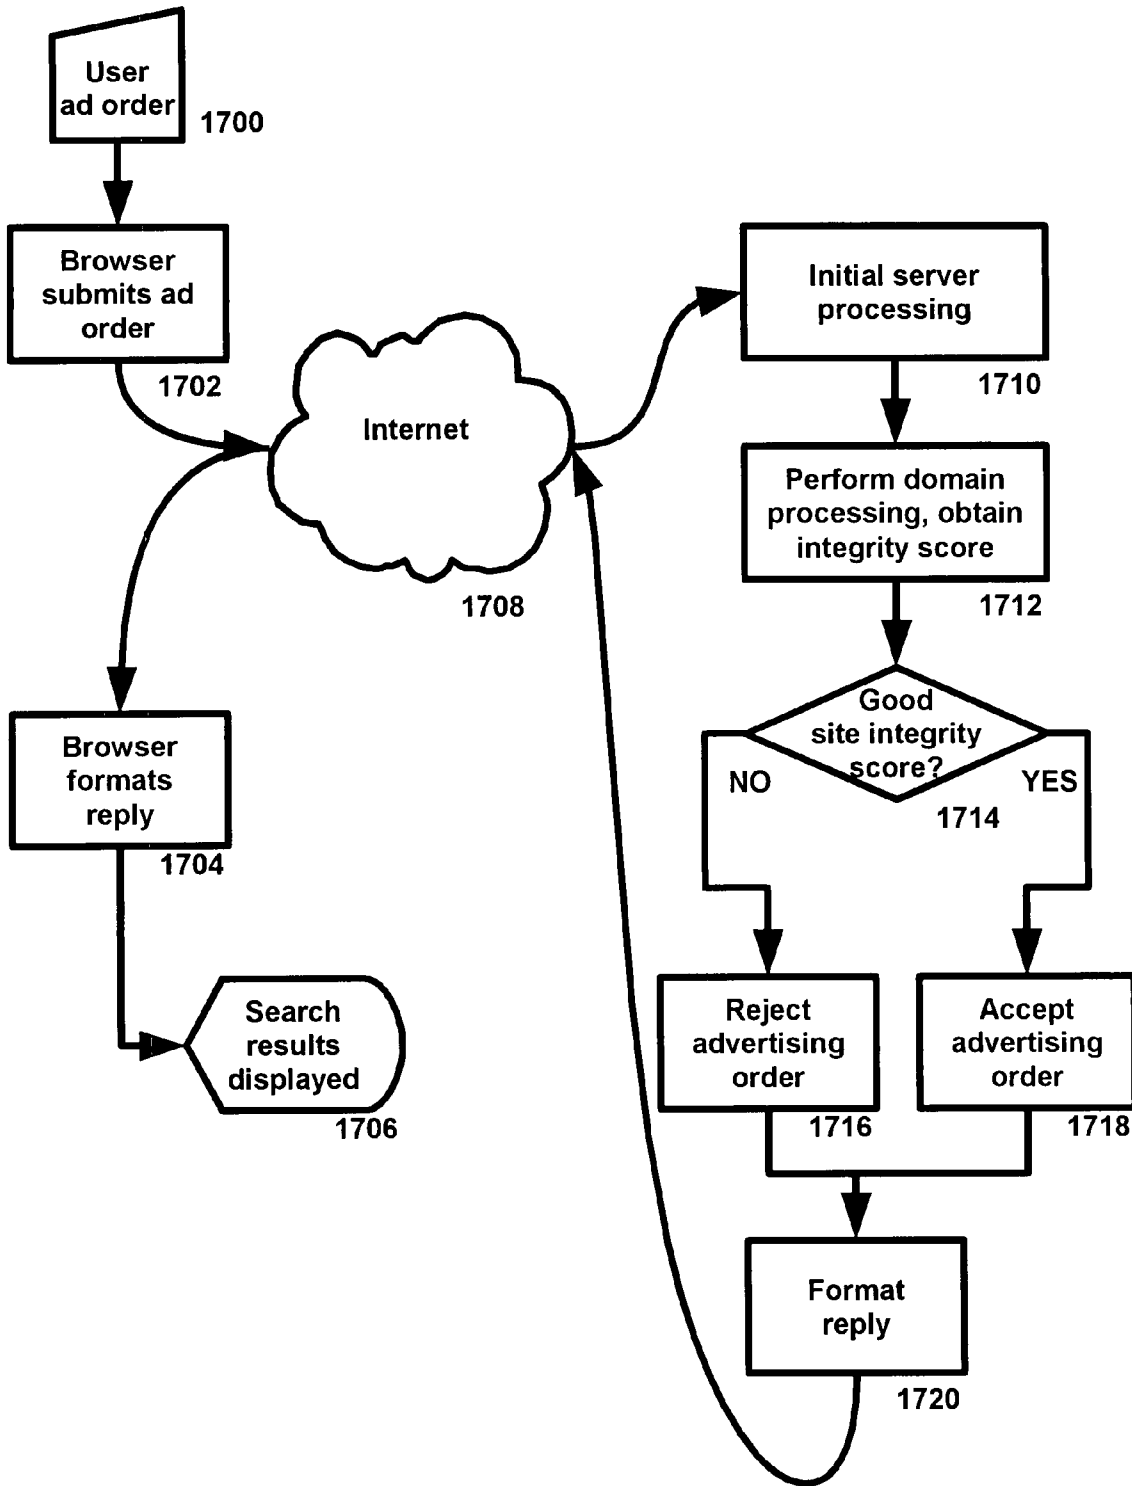 User
ad order
1700
Browser
submits ad
order
1702
Internet
1708
Browser
formats
reply
1704
Search
results
displayed
1706
Initial server
processing
1710
Perform domain
processing, obtain
integrity score
1712
Good
site integrity
score?
NO
YES
1714
Reject
advertising
order
1716
Accept
advertising
order
1718
Format
reply
1720